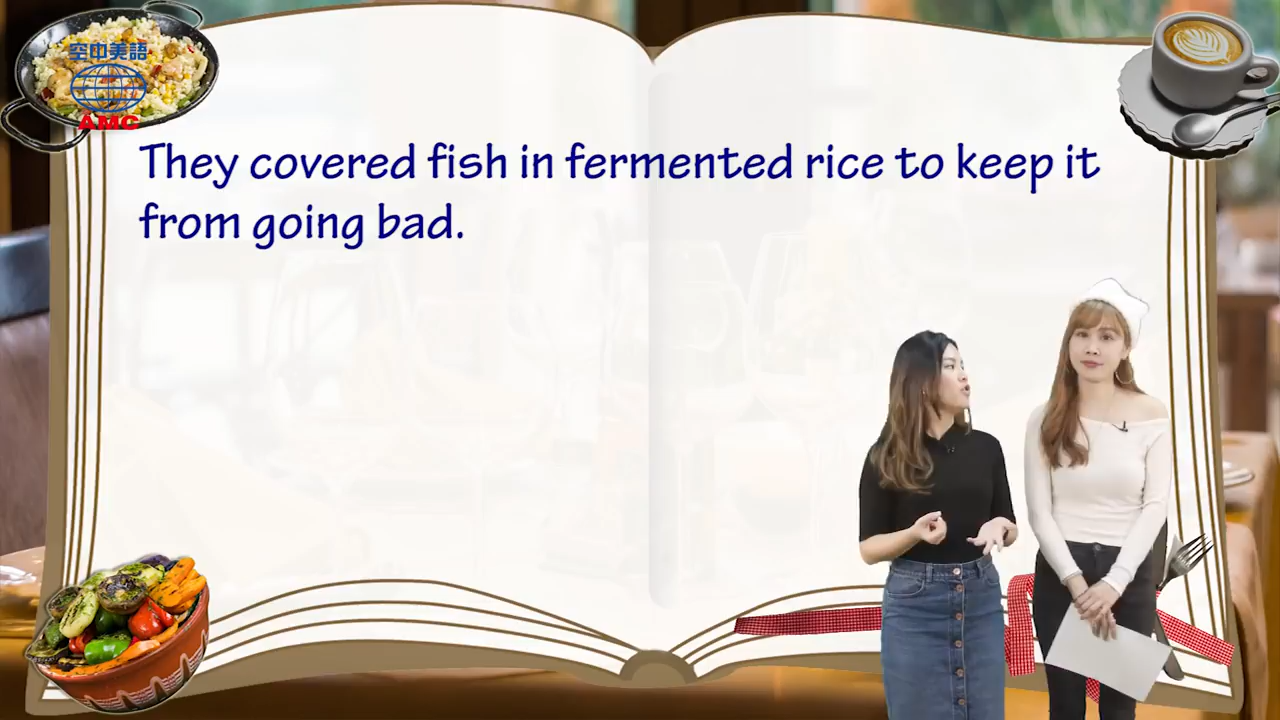 空中美語
AMC
They covered fish in fermented rice to keep it
from going bad.